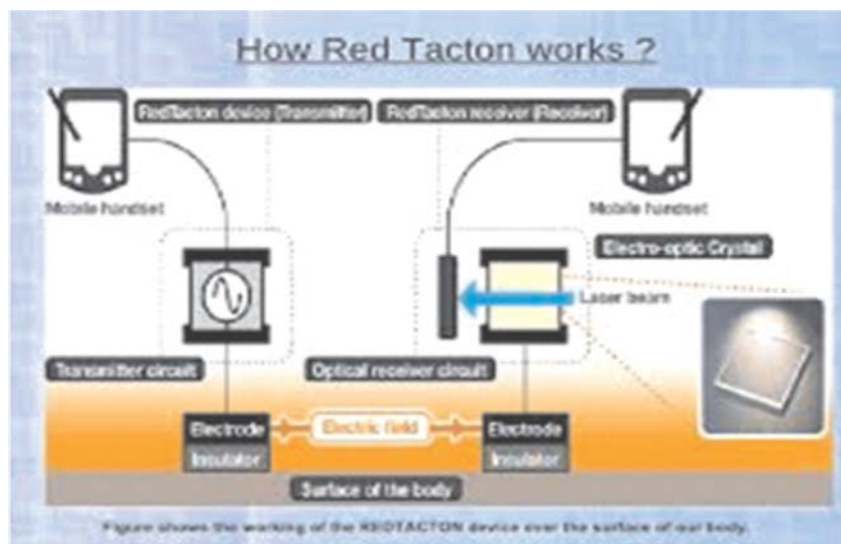 How Red Tacton works ?
RedTacton device (Transmitter)
RedTacton receiver (Receiver)
Mobile handset
Mobile handset
Electro-optic Crystal
Laser beam
Transmitter circuit
Optical receiver circuit
Electrode
Electric field
Electrode
Insulator
Insulator
Surface of the body
Figure shows the working of the REDTACTON device over the surface of our body.